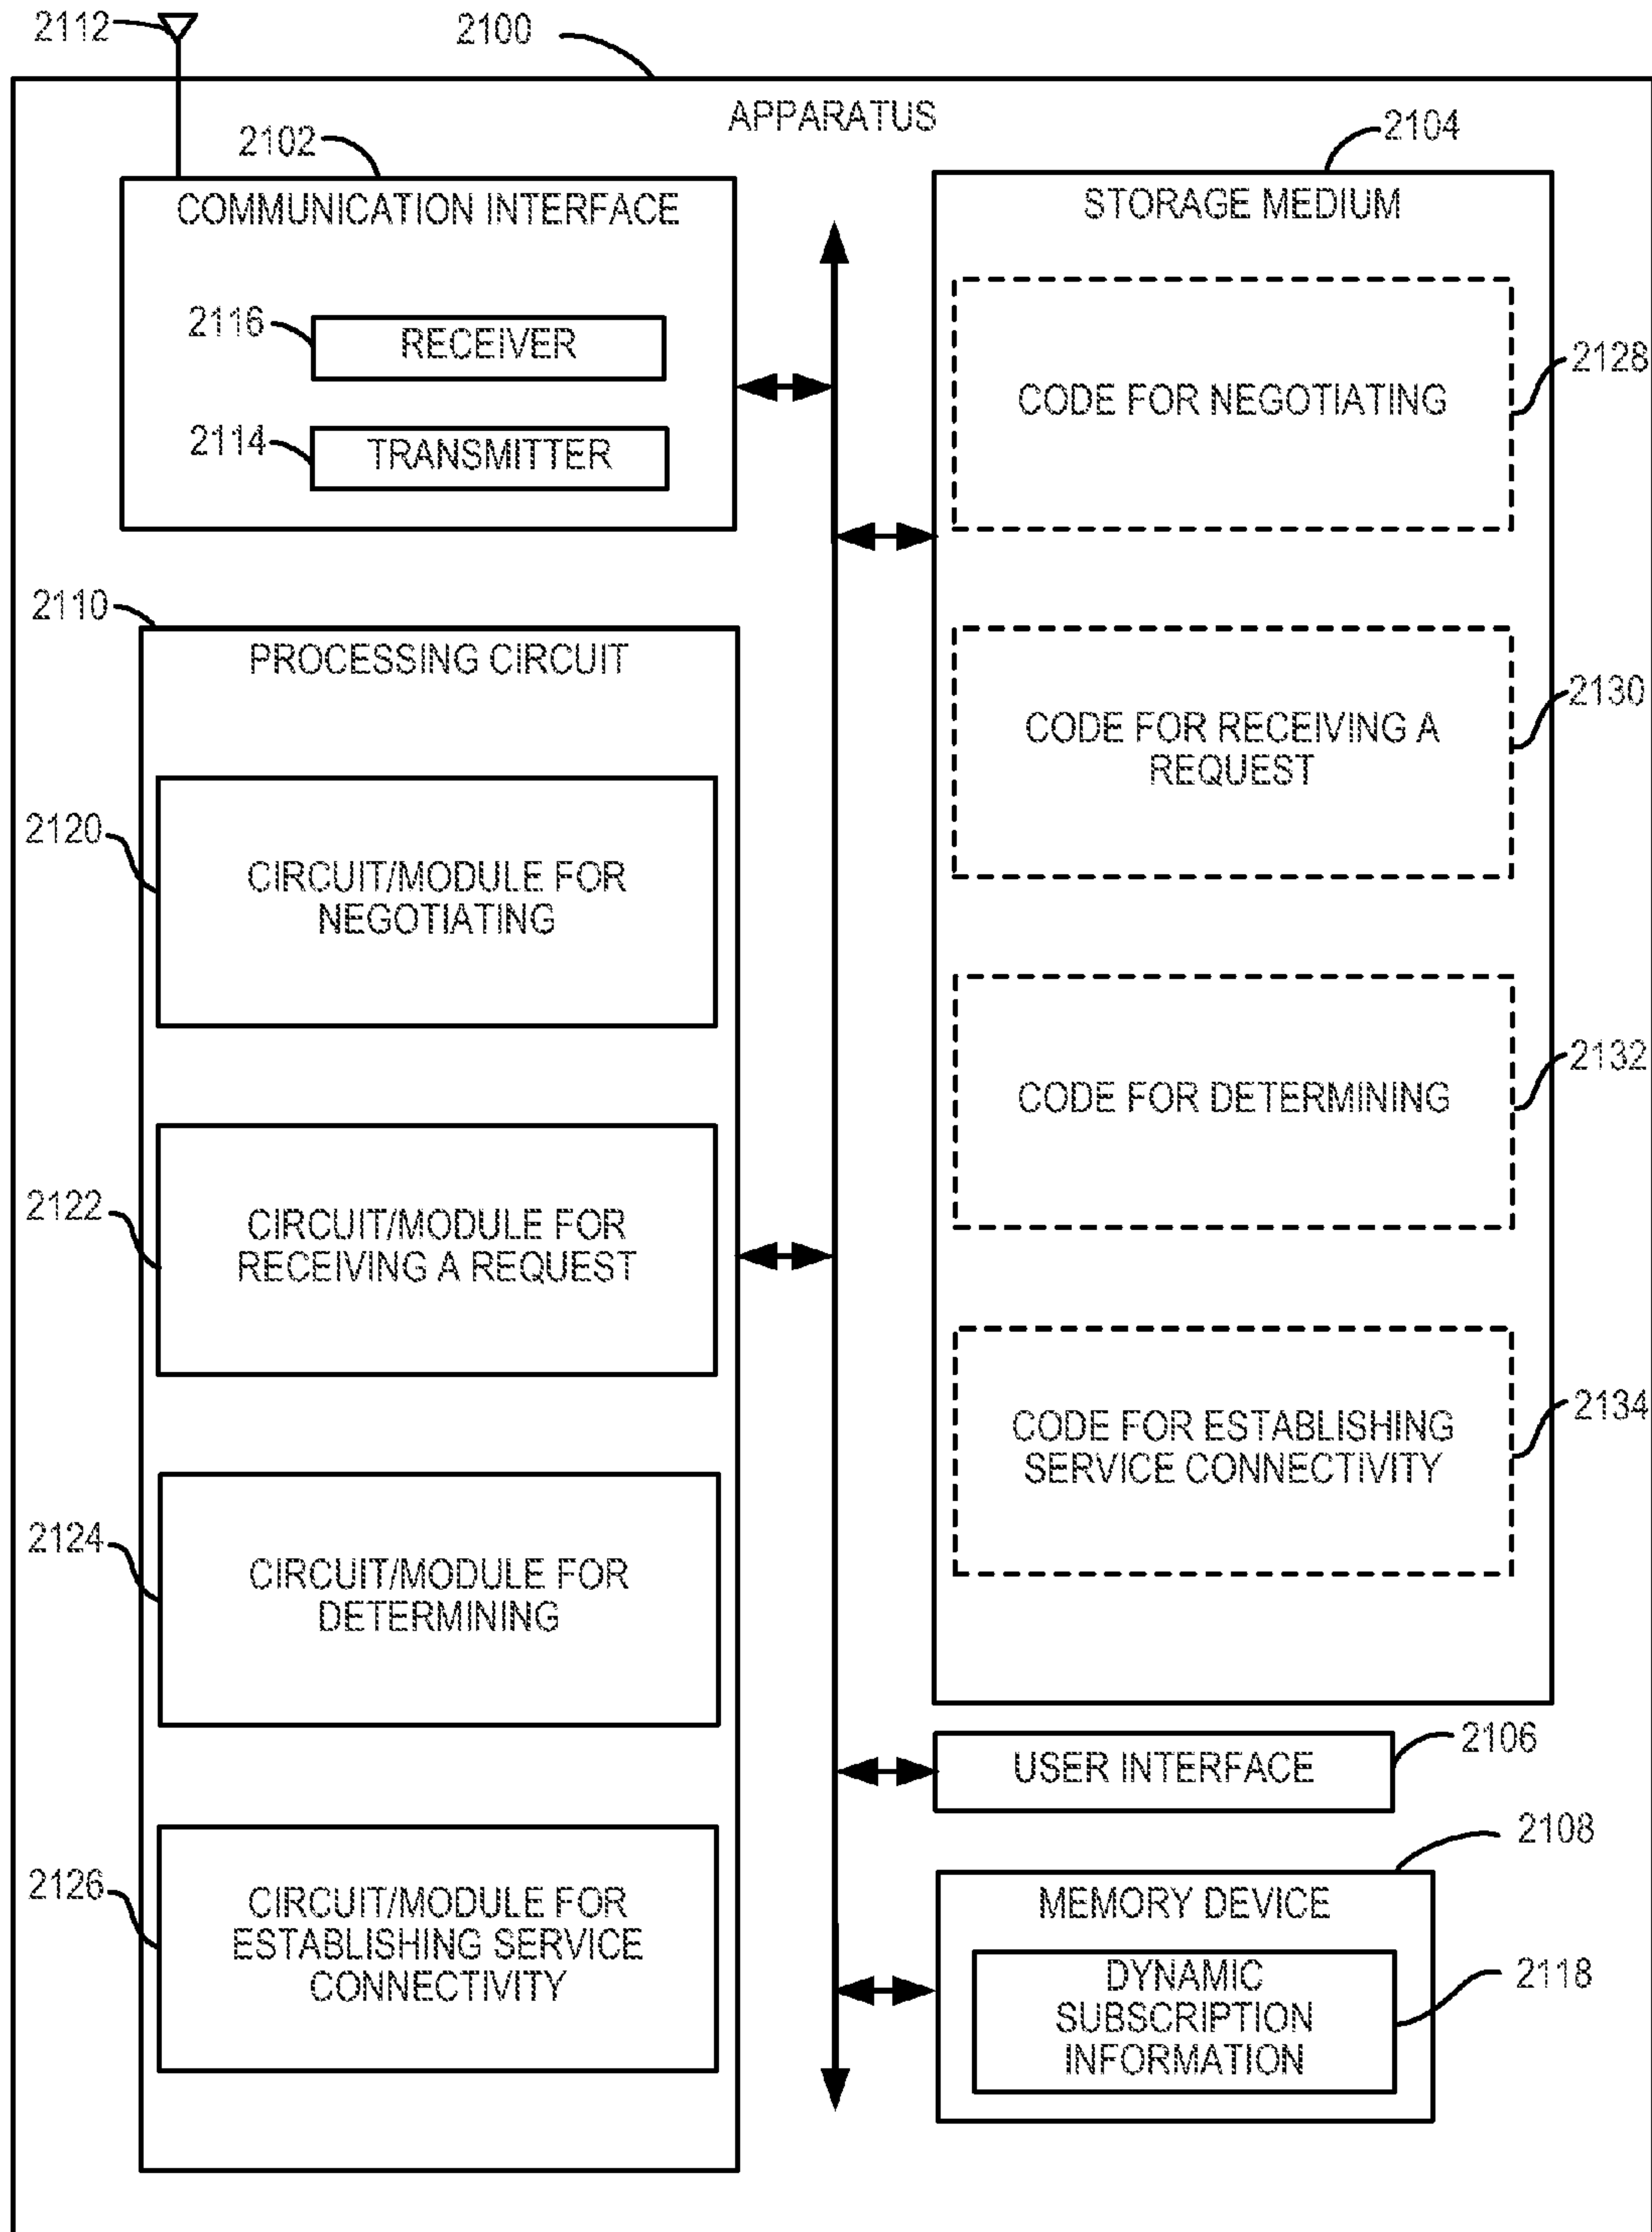 2112
2100
APPARATUS
2102
COMMUNICATION INTERFACE
2116
RECEIVER
2114
TRANSMITTER
2110
PROCESSING CIRCUIT
2120
CIRCUIT/MODULE FOR
NEGOTIATING
2122
CIRCUIT/MODULE FOR
RECEIVING A REQUEST
2124
CIRCUIT/MODULE FOR
DETERMINING
2126
CIRCUIT/MODULE FOR
ESTABLISHING SERVICE
CONNECTIVITY
2104
STORAGE MEDIUM
CODE FOR NEGOTIATING
2128
CODE FOR RECEIVING A
REQUEST
2130
CODE FOR DETERMINING
2132
CODE FOR ESTABLISHING
SERVICE CONNECTIVITY
2134
USER INTERFACE
2106
2108
MEMORY DEVICE
DYNAMIC
SUBSCRIPTION
INFORMATION
2118